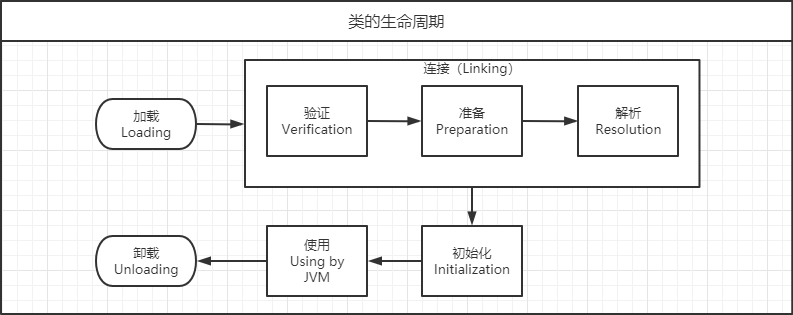 类的生命周期
连接（Linking）
加载
Loading
验证
Verification
准备
Preparation
解析
Resolution
卸载
Unloading
使用
Using by
JVM
初始化
Initialization